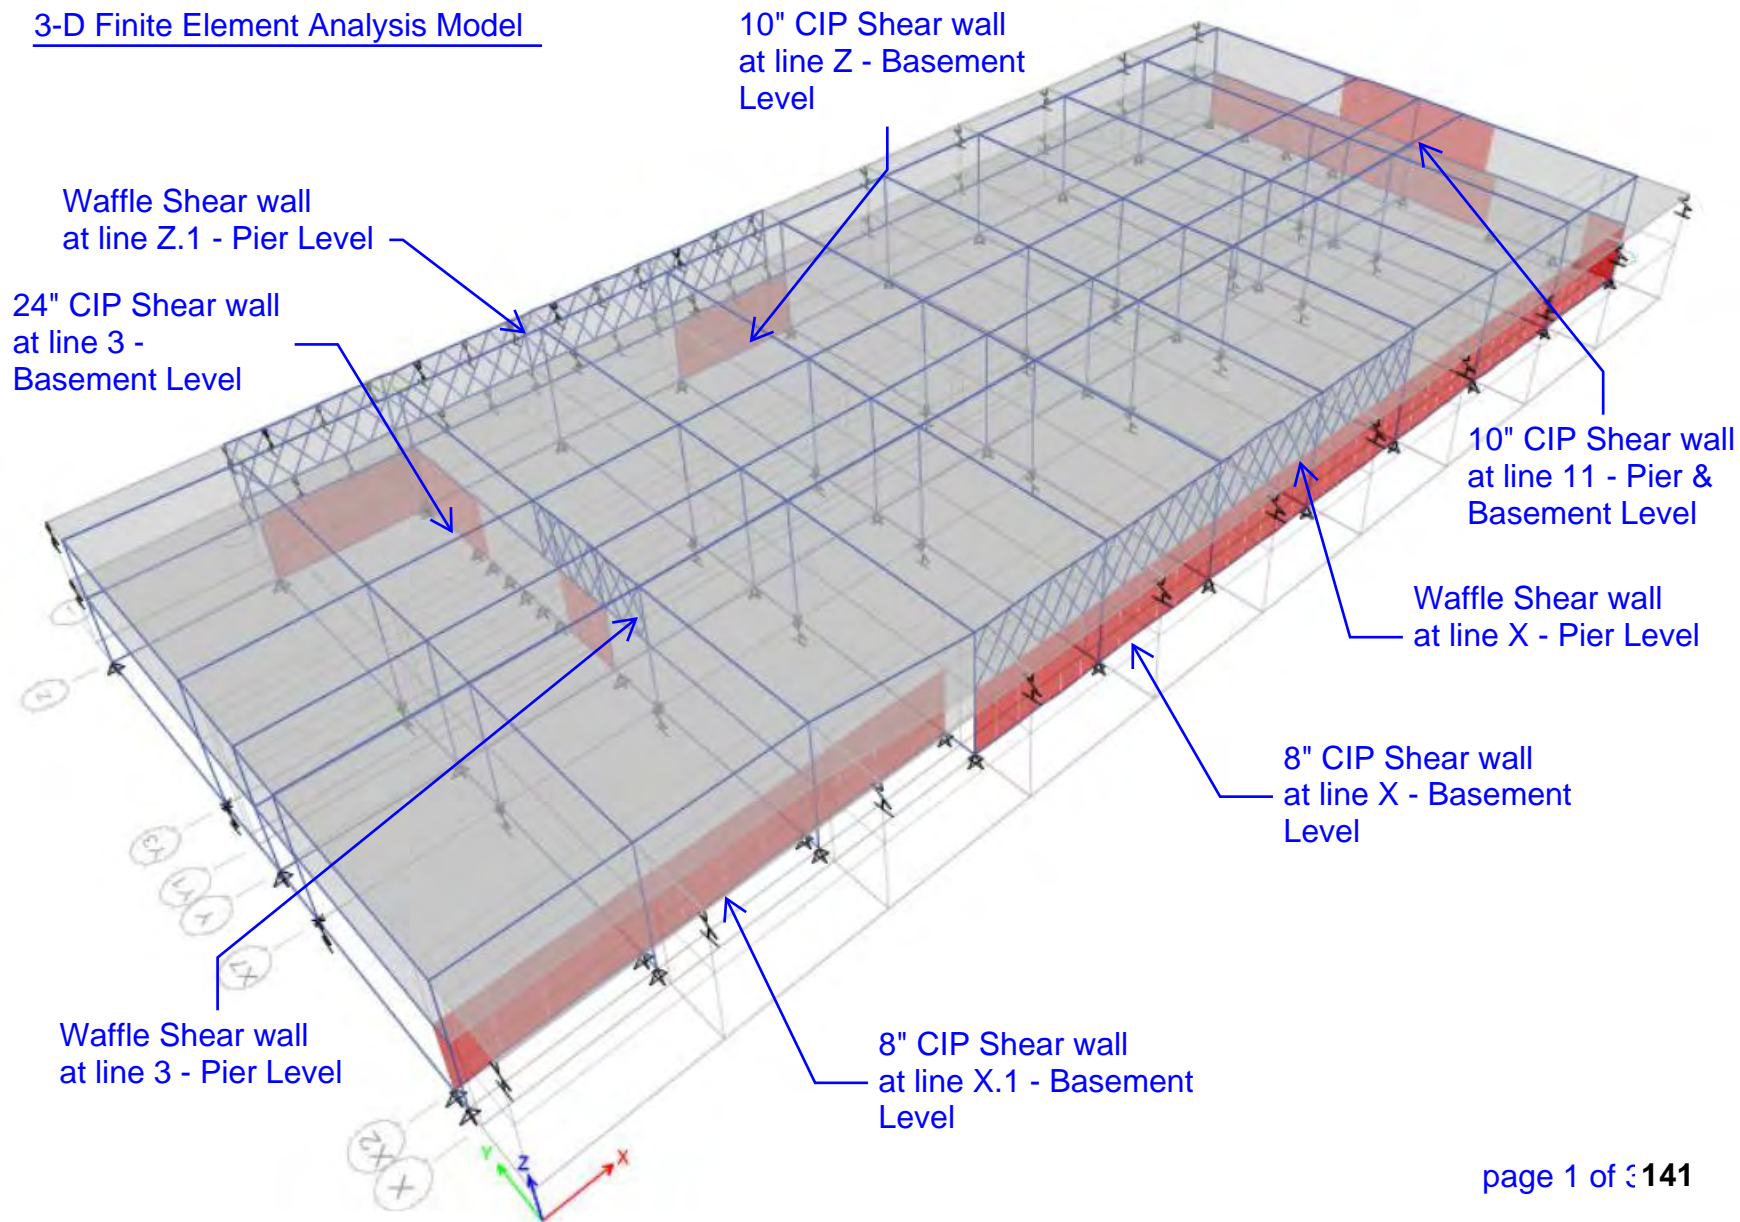 3-D Finite Element Analysis Model
10" CIP Shear wall
at line Z - Basement
Level
Waffle Shear wall
at line Z.1 - Pier Level
24" CIP Shear wall
at line 3 -
Basement Level
10" CIP Shear wall
at line 11 - Pier &
Basement Level
Waffle Shear wall
at line X - Pier Level
8" CIP Shear wall
at line X - Basement
Level
Waffle Shear wall
at line 3 - Pier Level
8" CIP Shear wall
at line X.1 - Basement
Level
Z
Y1
Y
X
Y
Z
X
page 1 of
141